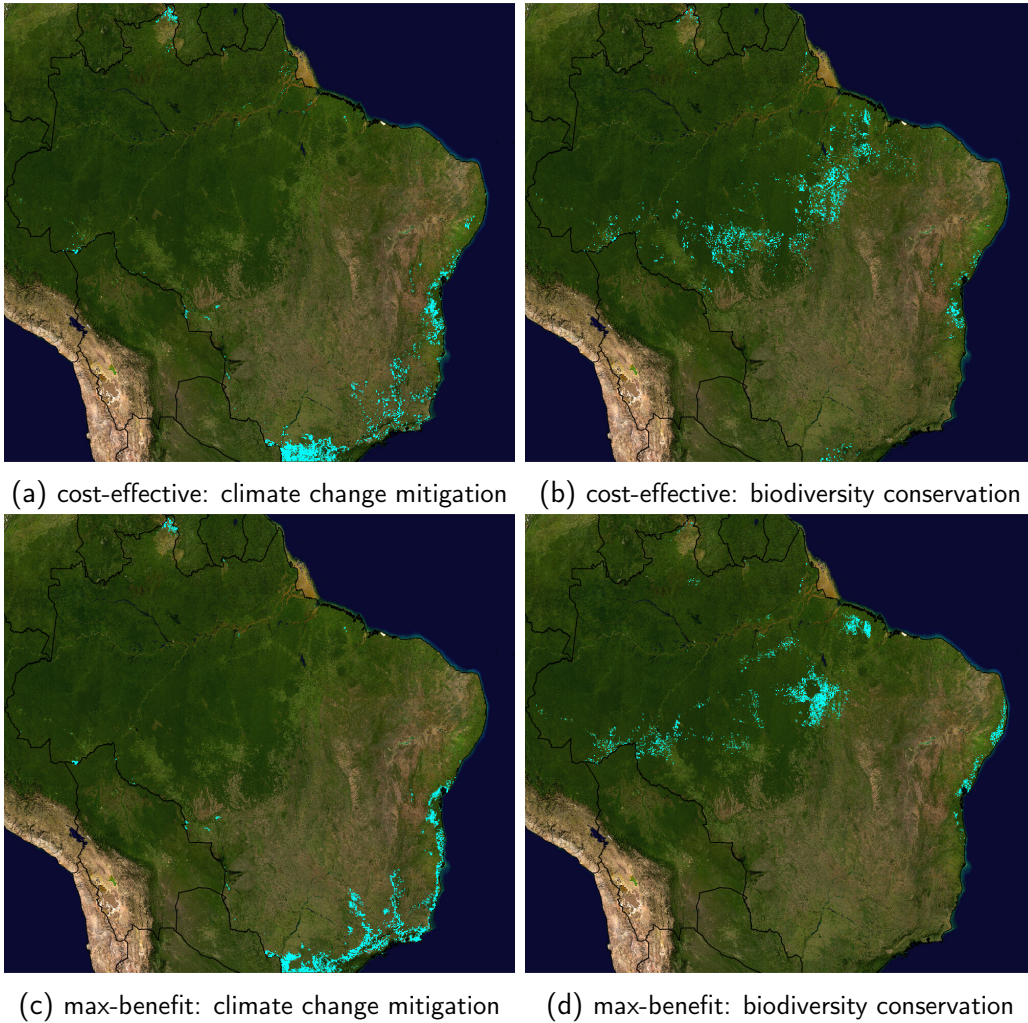 (a) cost-effective: climate change mitigation
(b) cost-effective: biodiversity conservation
(c) max-benefit: climate change mitigation
(d) max-benefit: biodiversity conservation